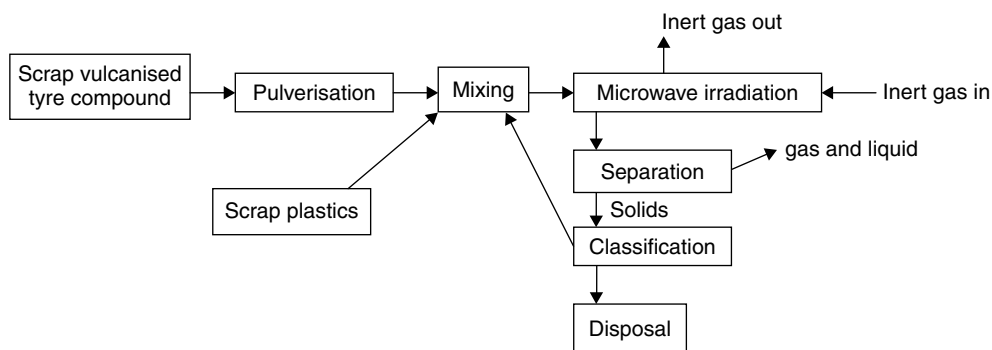 Inert gas out
Scrap vulcanised
tyre compound
Pulverisation
Mixing
Microwave irradiation
Inert gas in
Separation
gas and liquid
Scrap plastics
Solids
Classification
Disposal